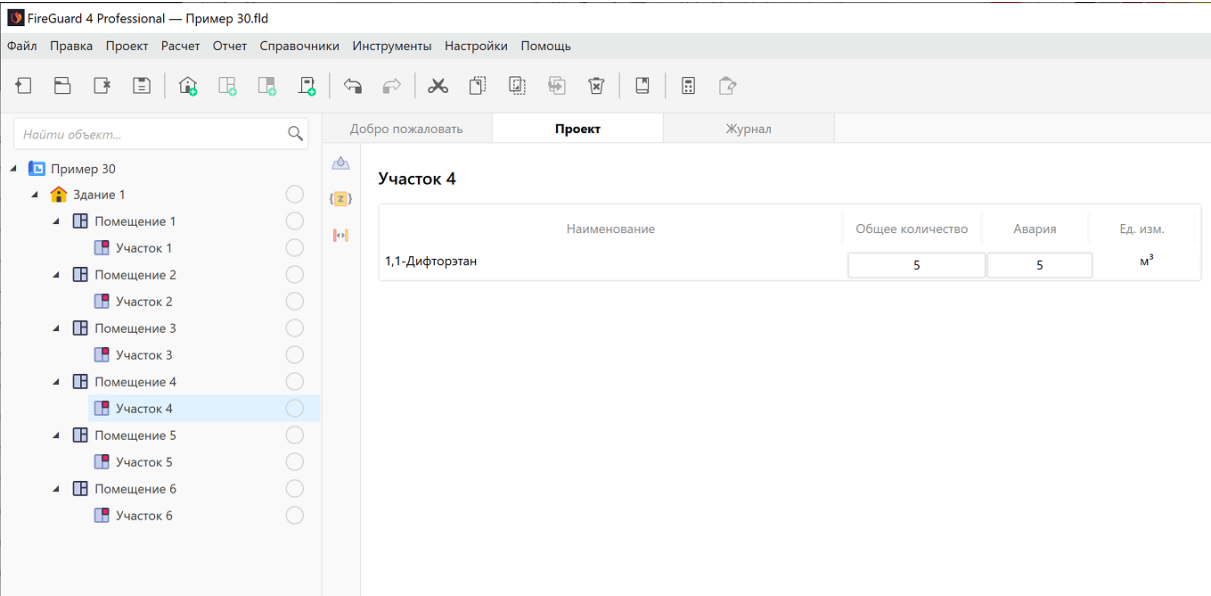 FireGuard 4 Professional — Пример 30.fld
Файл Правка Проект Расчет Отчет Справочники Инструменты Настройки Помощь
Найти объект...
Добро пожаловать Проект Журнал
Пример 30
Здание 1
Помещение 1
Участок 1
Помещение 2
Участок 2
Помещение 3
Участок 3
Помещение 4
Участок 4
Помещение 5
Участок 5
Помещение 6
Участок 6
{z}
Участок 4
Наименование Общее количество Авария Ед. изм.
1,1-Дифторэтан 5 5 м³